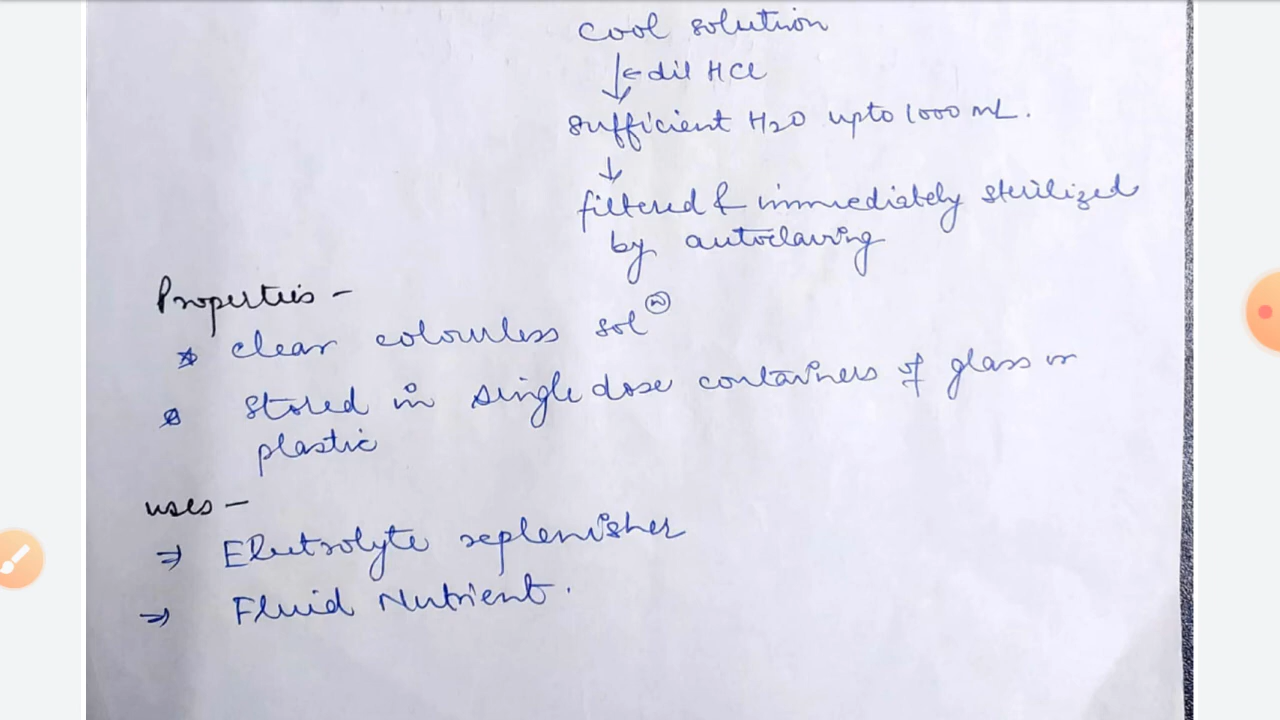 Cool solution
↓ ← dil HCl
sufficient H2O upto 1000 mL.
↓
filtered & immediately sterilized
by autoclaving
Properties -
* clear colourless sol(n)
* stored in single dose containers of glass or
plastic
uses -
⇒ Electrolyte replenisher
⇒ Fluid Nutrient.